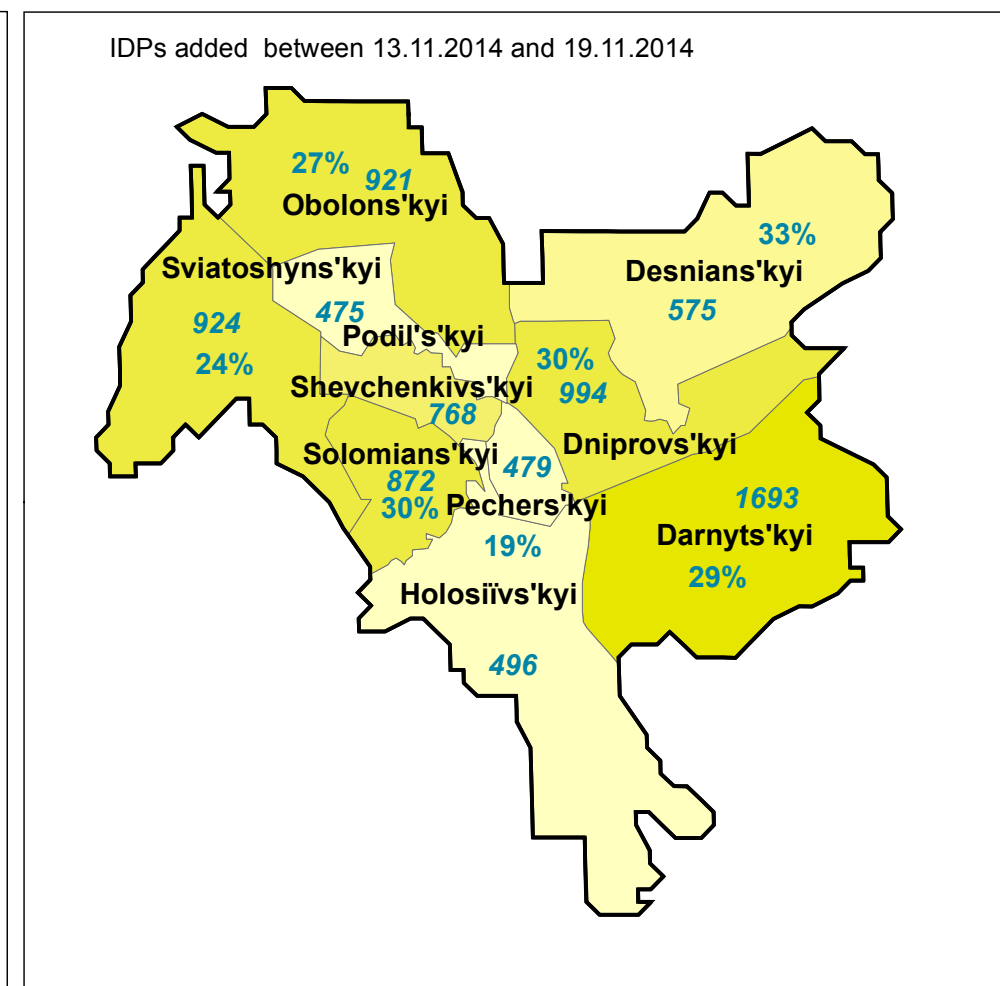 IDPs added  between 13.11.2014 and 19.11.2014
27%
921
Obolons'kyi
33%
Desnians'kyi
575
Sviatoshyns'kyi
924
24%
475
Podil's'kyi
30%
994
Dniprovs'kyi
Shevchenkivs'kyi
768
Solomians'kyi
872
30%
479
Pechers'kyi
1693
Darnyts'kyi
29%
19%
Holosiïvs'kyi
496